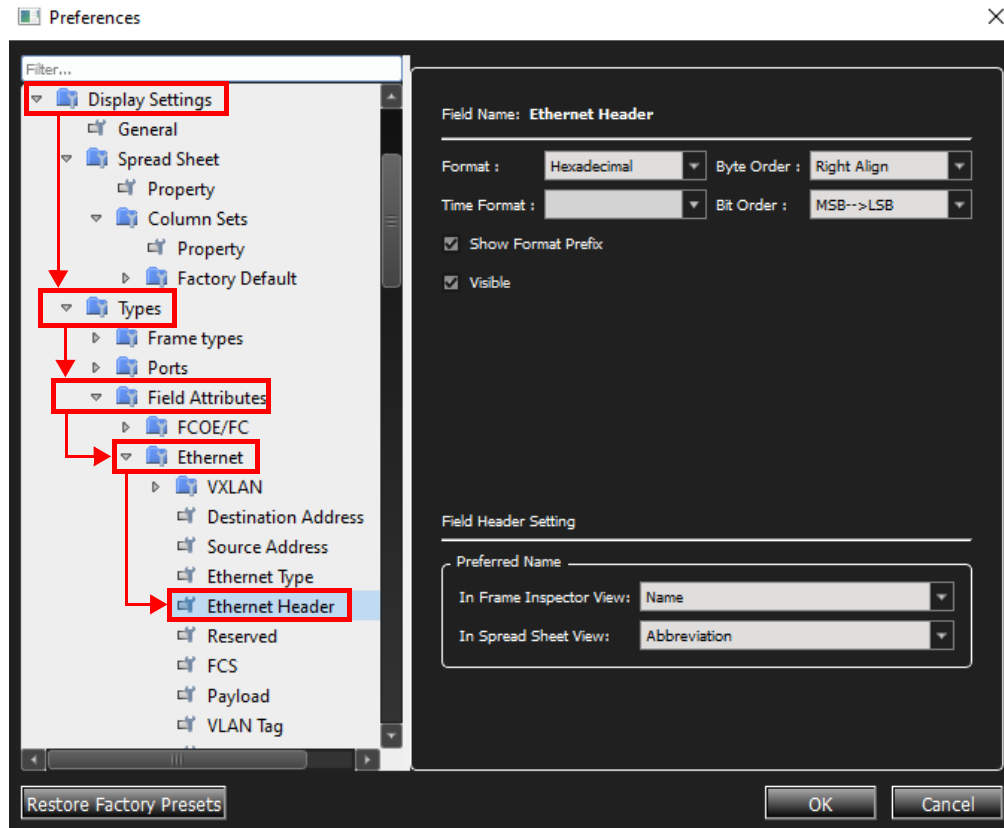 Preferences
Filter...
Display Settings
General
Spread Sheet
Property
Column Sets
Property
Factory Default
Types
Frame types
Ports
Field Attributes
FCOE/FC
Ethernet
VXLAN
Destination Address
Source Address
Ethernet Type
Ethernet Header
Reserved
FCS
Payload
VLAN Tag
Field Name: Ethernet Header
Format : Hexadecimal Byte Order : Right Align
Time Format : Bit Order : MSB-->LSB
Show Format Prefix
Visible
Field Header Setting
Preferred Name
In Frame Inspector View: Name
In Spread Sheet View: Abbreviation
Restore Factory Presets OK Cancel